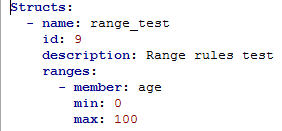 Structs:
  - name: range_test
    id: 9
    description: Range rules test
    ranges:
      - member: age
        min: 0
        max: 100